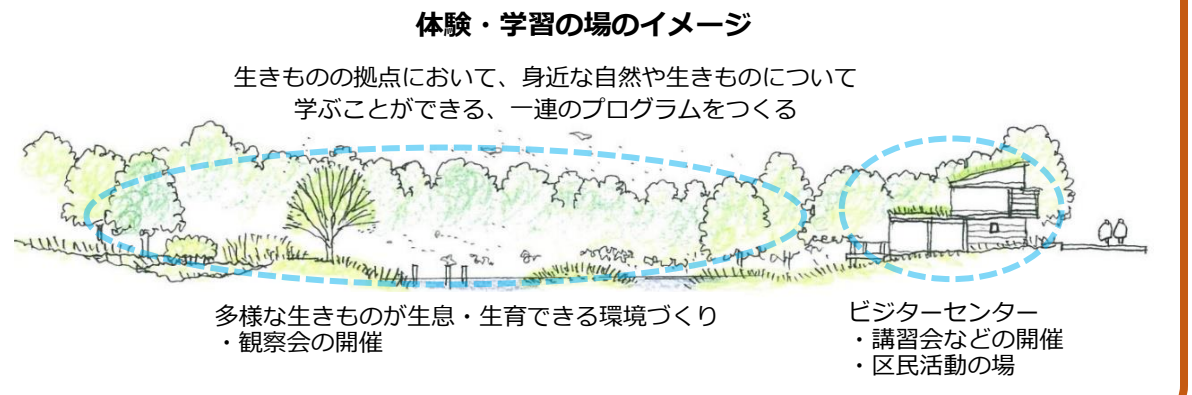 体験・学習の場のイメージ
生きものの拠点において、身近な自然や生きものについて
学ぶことができる、一連のプログラムをつくる
多様な生きものが生息・生育できる環境づくり
・観察会の開催
ビジターセンター
・講習会などの開催
・区民活動の場